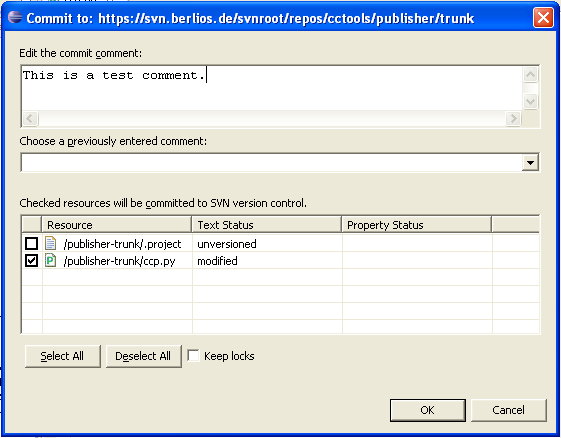 Commit to: https://svn.berlios.de/svnroot/repos/cctools/publisher/trunk
Edit the commit comment:
This is a test comment.
Choose a previously entered comment:
Checked resources will be committed to SVN version control.
Resource Text Status Property Status
/publisher-trunk/.project unversioned
/publisher-trunk/ccp.py modified
Select All Deselect All Keep locks
OK Cancel